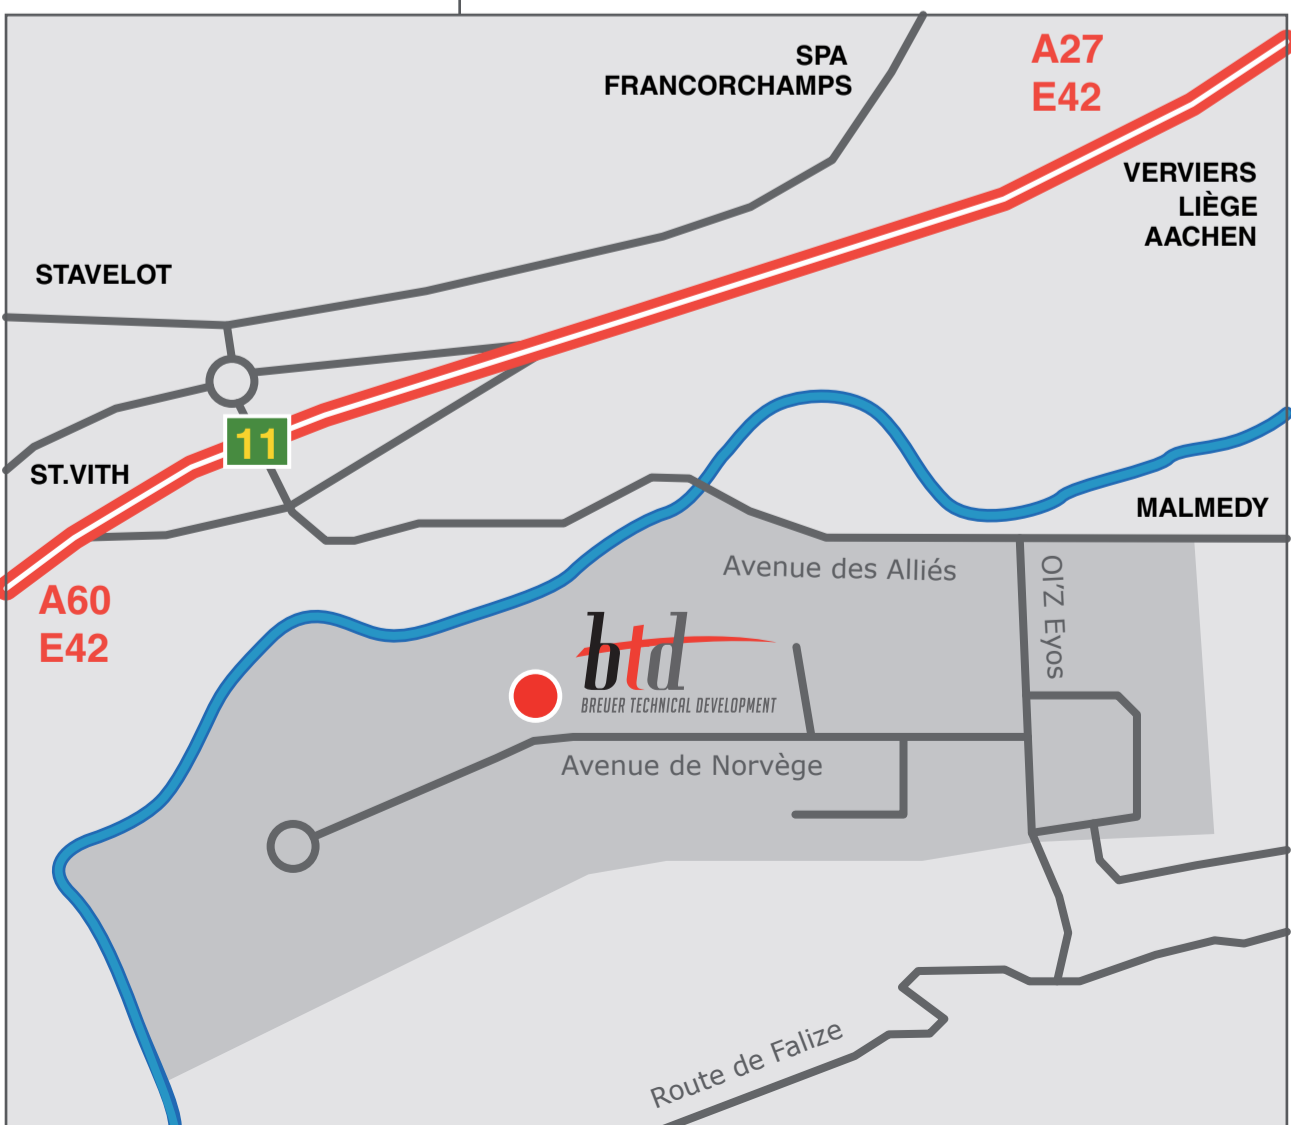 SPA
FRANCORCHAMPS
A27
E42
VERVIERS
LIÈGE
AACHEN
STAVELOT
11
ST.VITH
MALMEDY
A60
E42
Avenue des Alliés
Ol'Z Eyos
btd
BREUER TECHNICAL DEVELOPMENT
Avenue de Norvège
Route de Falize